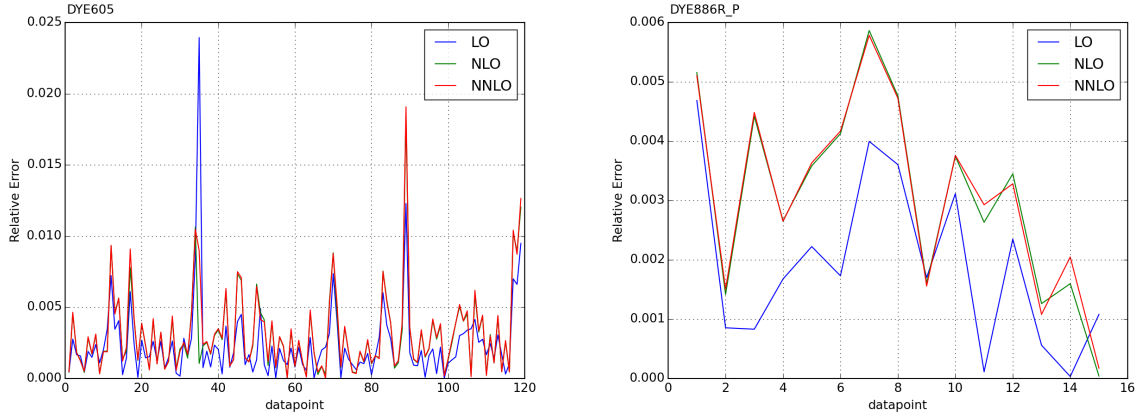 DYE605
0.025
0.020
0.015
0.010
0.005
0.000
Relative Error
0 20 40 60 80 100 120
datapoint
LO
NLO
NNLO
DYE886R_P
0.006
0.005
0.004
0.003
0.002
0.001
0.000
Relative Error
0 2 4 6 8 10 12 14 16
datapoint
LO
NLO
NNLO